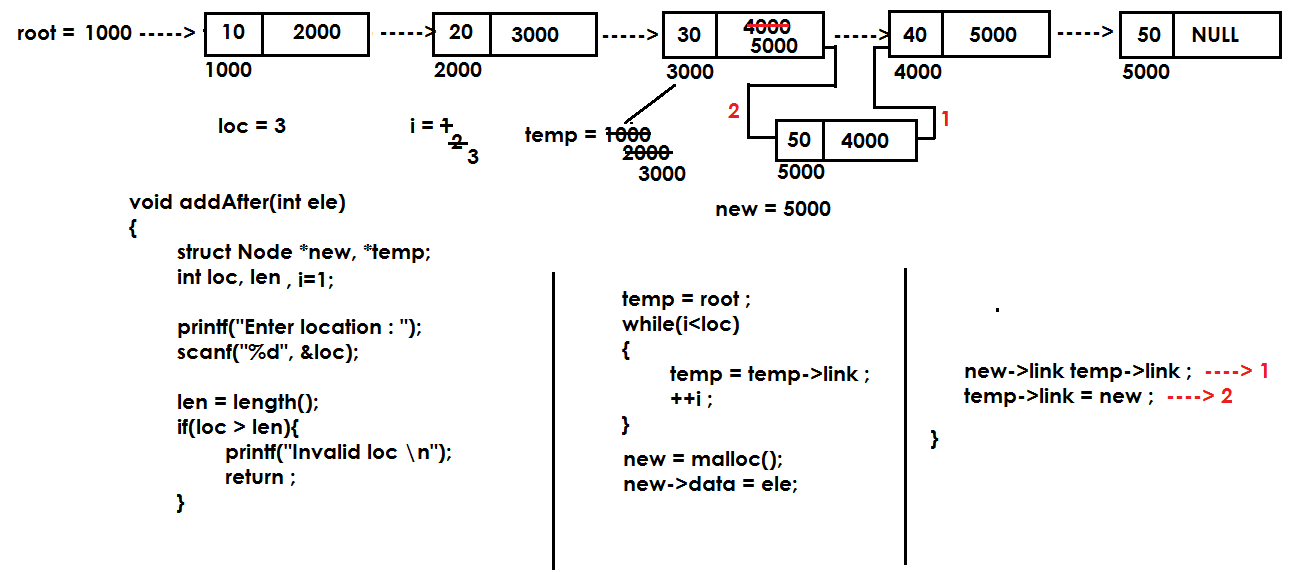 root = 1000 -----> 10 2000 -----> 20 3000 -----> 30 4000 -----> 40 5000 -----> 50 NULL
5000
1000 2000 3000 4000 5000
loc = 3 i = 1 temp = 1000 2 50 4000 1
2 2000
3 3000 5000
new = 5000
void addAfter(int ele)
{
struct Node *new, *temp;
int loc, len , i=1;
printf("Enter location : ");
scanf("%d", &loc);
len = length();
if(loc > len){
printf("Invalid loc \n");
return ;
}
temp = root ;
while(i<loc)
{
temp = temp->link ;
++i ;
}
new = malloc();
new->data = ele;
new->link temp->link ; ----> 1
temp->link = new ; ----> 2
}